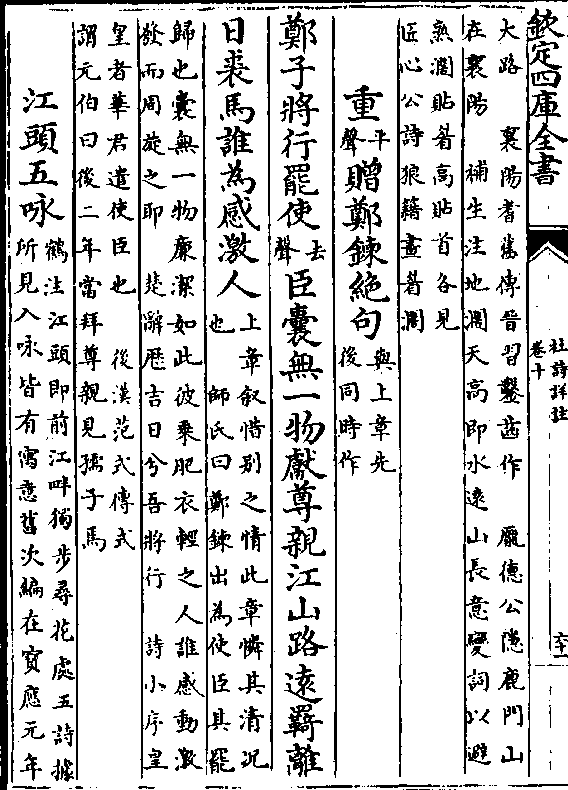 欽定四庫全書
杜詩詳註
卷十
六十一
大路　襄陽耆舊傳晉習鑿齒作　龐德公隱鹿門山
在襄陽　補生注地濶天高即水遠山長意變詞以避
熟濶貼著高貼首各見
匠心公詩狼籍畫著濶
重平聲贈鄭鍊絶句與上章先後同時作
鄭子將行罷使去聲臣囊無一物獻尊親江山路遠羇離
日裘馬誰為感激人上章叙惜别之情此章憐其清况
也　師氏曰鄭鍊出為使臣其罷
歸也囊無一物廉潔如此彼乘肥衣輕之人誰感動激
發而周旋之耶　楚辭歴吉日兮吾將行　詩小序皇
皇者華君遣使臣也　後漢范式傳式
謂元伯曰後二年當拜尊親見孺子馬
江頭五咏鶴注江頭即前江畔獨步尋花處五詩據
所見入咏皆有寓意舊次編在寳應元年